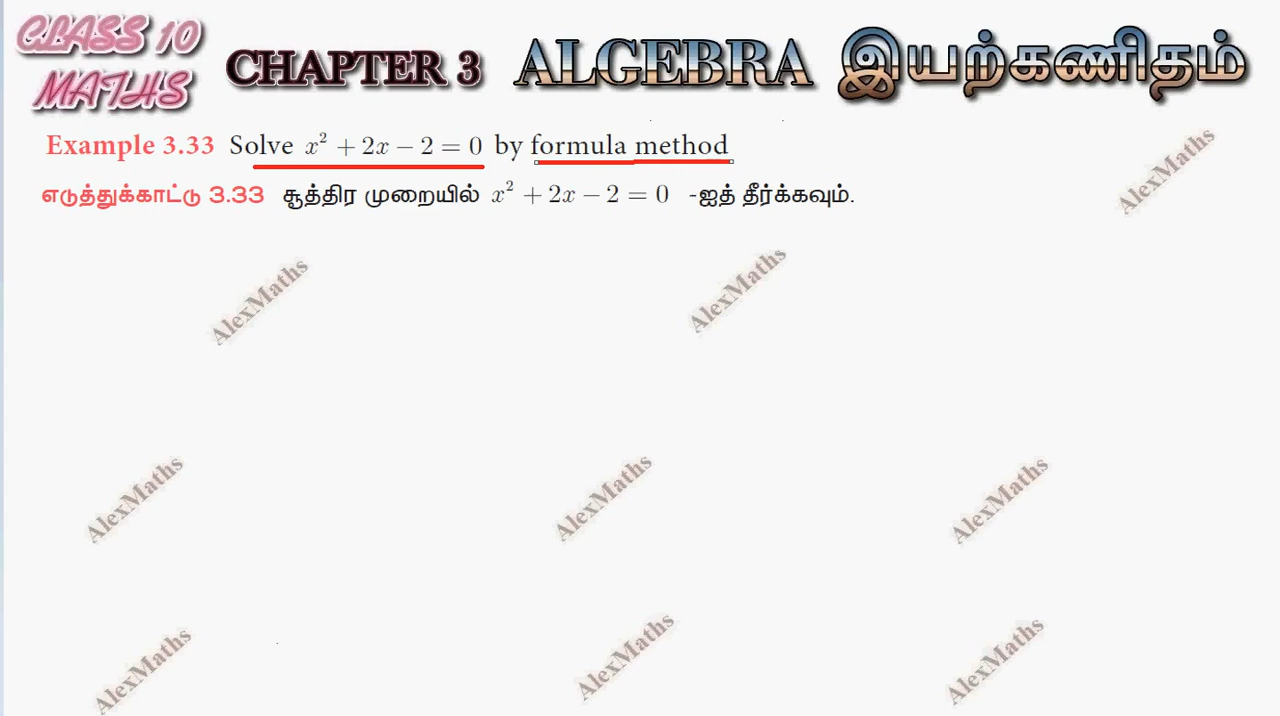 CLASS 10
MATHS
CHAPTER 3 ALGEBRA இயற்கணிதம்
Example 3.33 Solve x² + 2x − 2 = 0 by formula method
எடுத்துக்காட்டு 3.33 சூத்திர முறையில் x² + 2x − 2 = 0 -ஐத் தீர்க்கவும்.
AlexMaths
AlexMaths
AlexMaths
AlexMaths
AlexMaths
AlexMaths
AlexMaths
AlexMaths
AlexMaths